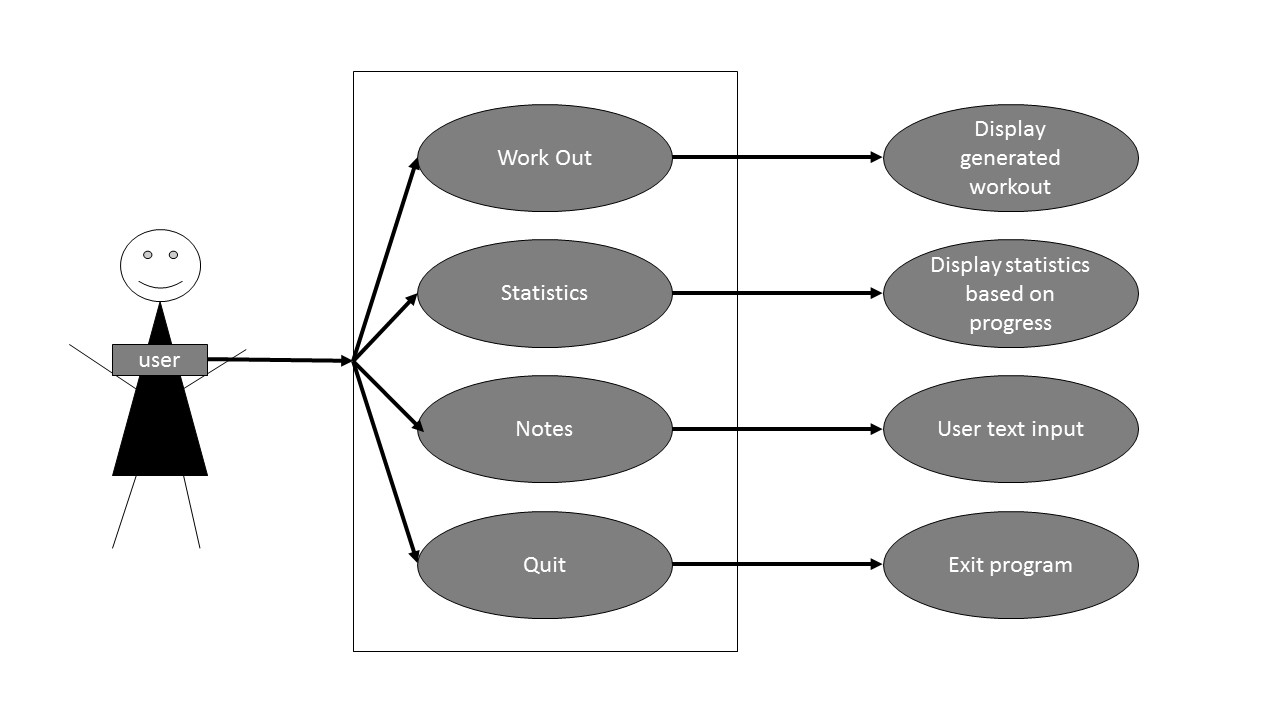 user
Work Out
Statistics
Notes
Quit
Display
generated
workout
Display statistics
based on
progress
User text input
Exit program